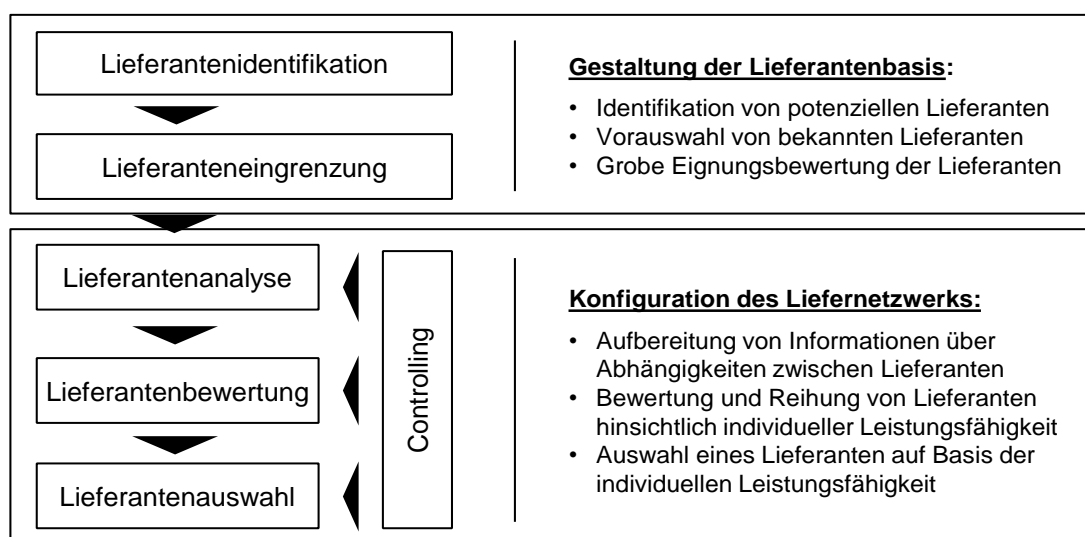 Lieferantenidentifikation
Lieferanteneingrenzung
Gestaltung der Lieferantenbasis:
• Identifikation von potenziellen Lieferanten
• Vorauswahl von bekannten Lieferanten
• Grobe Eignungsbewertung der Lieferanten
Lieferantenanalyse
Lieferantenbewertung
Lieferantenauswahl
Controlling
Konfiguration des Liefernetzwerks:
• Aufbereitung von Informationen über
Abhängigkeiten zwischen Lieferanten
• Bewertung und Reihung von Lieferanten
hinsichtlich individueller Leistungsfähigkeit
• Auswahl eines Lieferanten auf Basis der
individuellen Leistungsfähigkeit